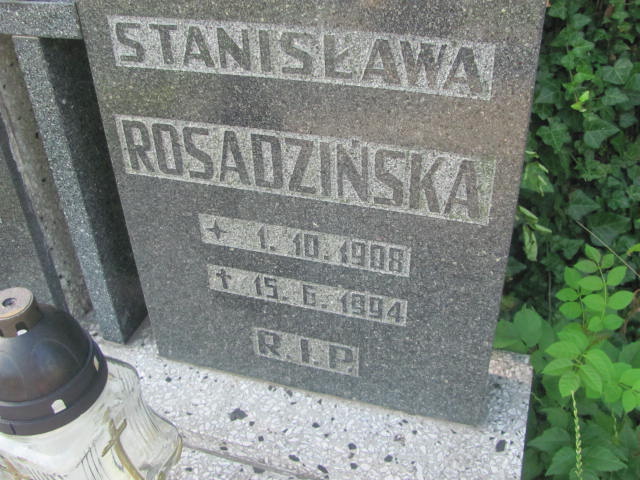 STANISŁAWA
ROSADZIŃSKA
+ 1. 10. 1908
† 15. 6. 1994
R.I.P.